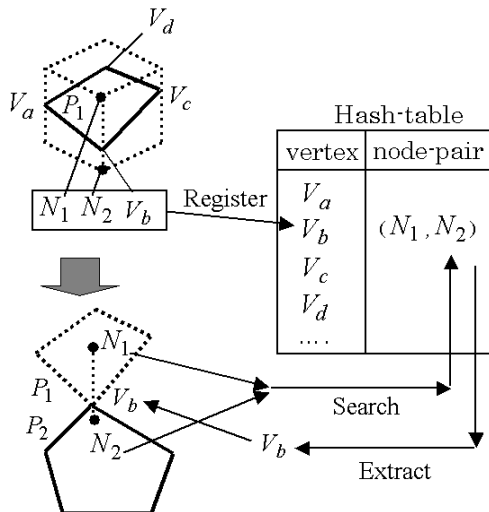 V_d
V_a
P_1
V_c
N_1 N_2 V_b
Register
Hash-table
vertex node-pair
V_a
V_b (N_1, N_2)
V_c
V_d
....
N_1
P_1
V_b
P_2
N_2
Search
V_b
Extract